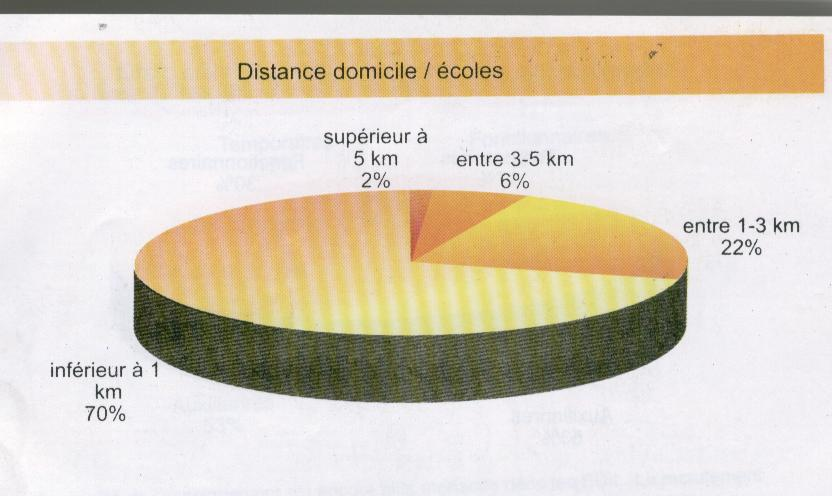 Distance domicile / écoles
supérieur à
5 km
2%
entre 3-5 km
6%
entre 1-3 km
22%
inférieur à 1
km
70%